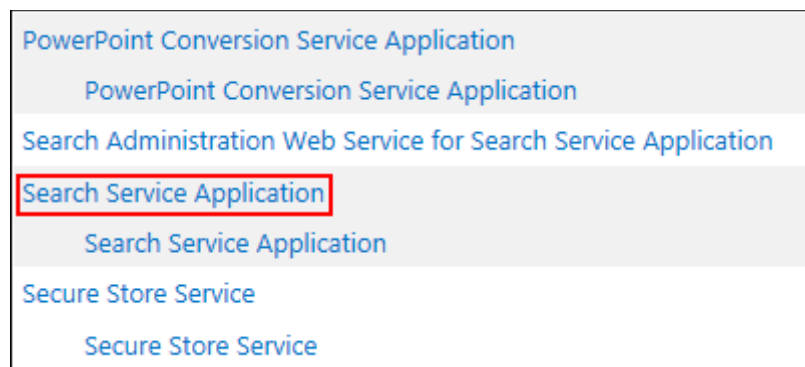 PowerPoint Conversion Service Application
PowerPoint Conversion Service Application
Search Administration Web Service for Search Service Application
Search Service Application
Search Service Application
Secure Store Service
Secure Store Service